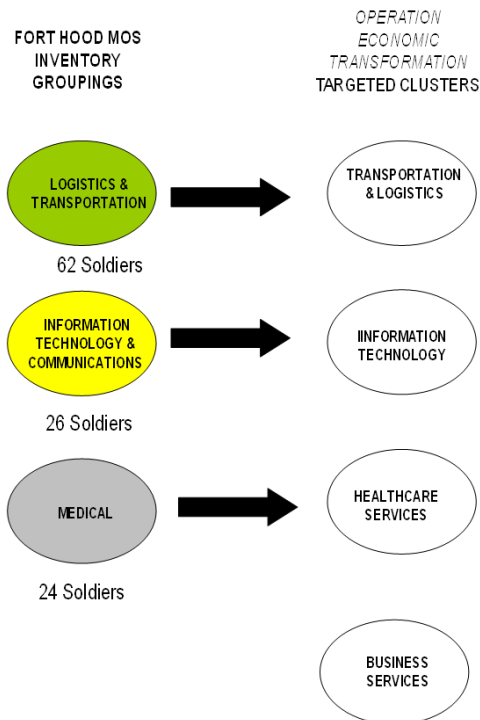 FORT HOOD MOS
INVENTORY
GROUPINGS
OPERATION
ECONOMIC
TRANSFORMATION
TARGETED CLUSTERS
LOGISTICS &
TRANSPORTATION
62 Soldiers
TRANSPORTATION
& LOGISTICS
INFORMATION
TECHNOLOGY &
COMMUNICATIONS
26 Soldiers
IINFORMATION
TECHNOLOGY
MEDICAL
24 Soldiers
HEALTHCARE
SERVICES
BUSINESS
SERVICES